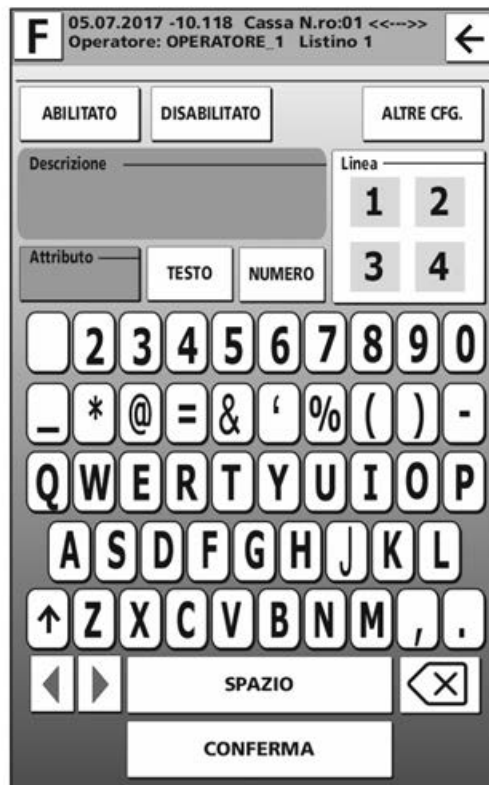 F
05.07.2017 -10.118 Cassa N.ro:01 <<--->>
Operatore: OPERATORE_1 Listino 1
ABILITATO DISABILITATO ALTRE CFG.
Descrizione Linea
1 2
Attributo TESTO NUMERO 3 4
2 3 4 5 6 7 8 9 0
_ * @ = & ‘ % ( ) -
Q W E R T Y U I O P
A S D F G H J K L
Z X C V B N M , .
SPAZIO
CONFERMA